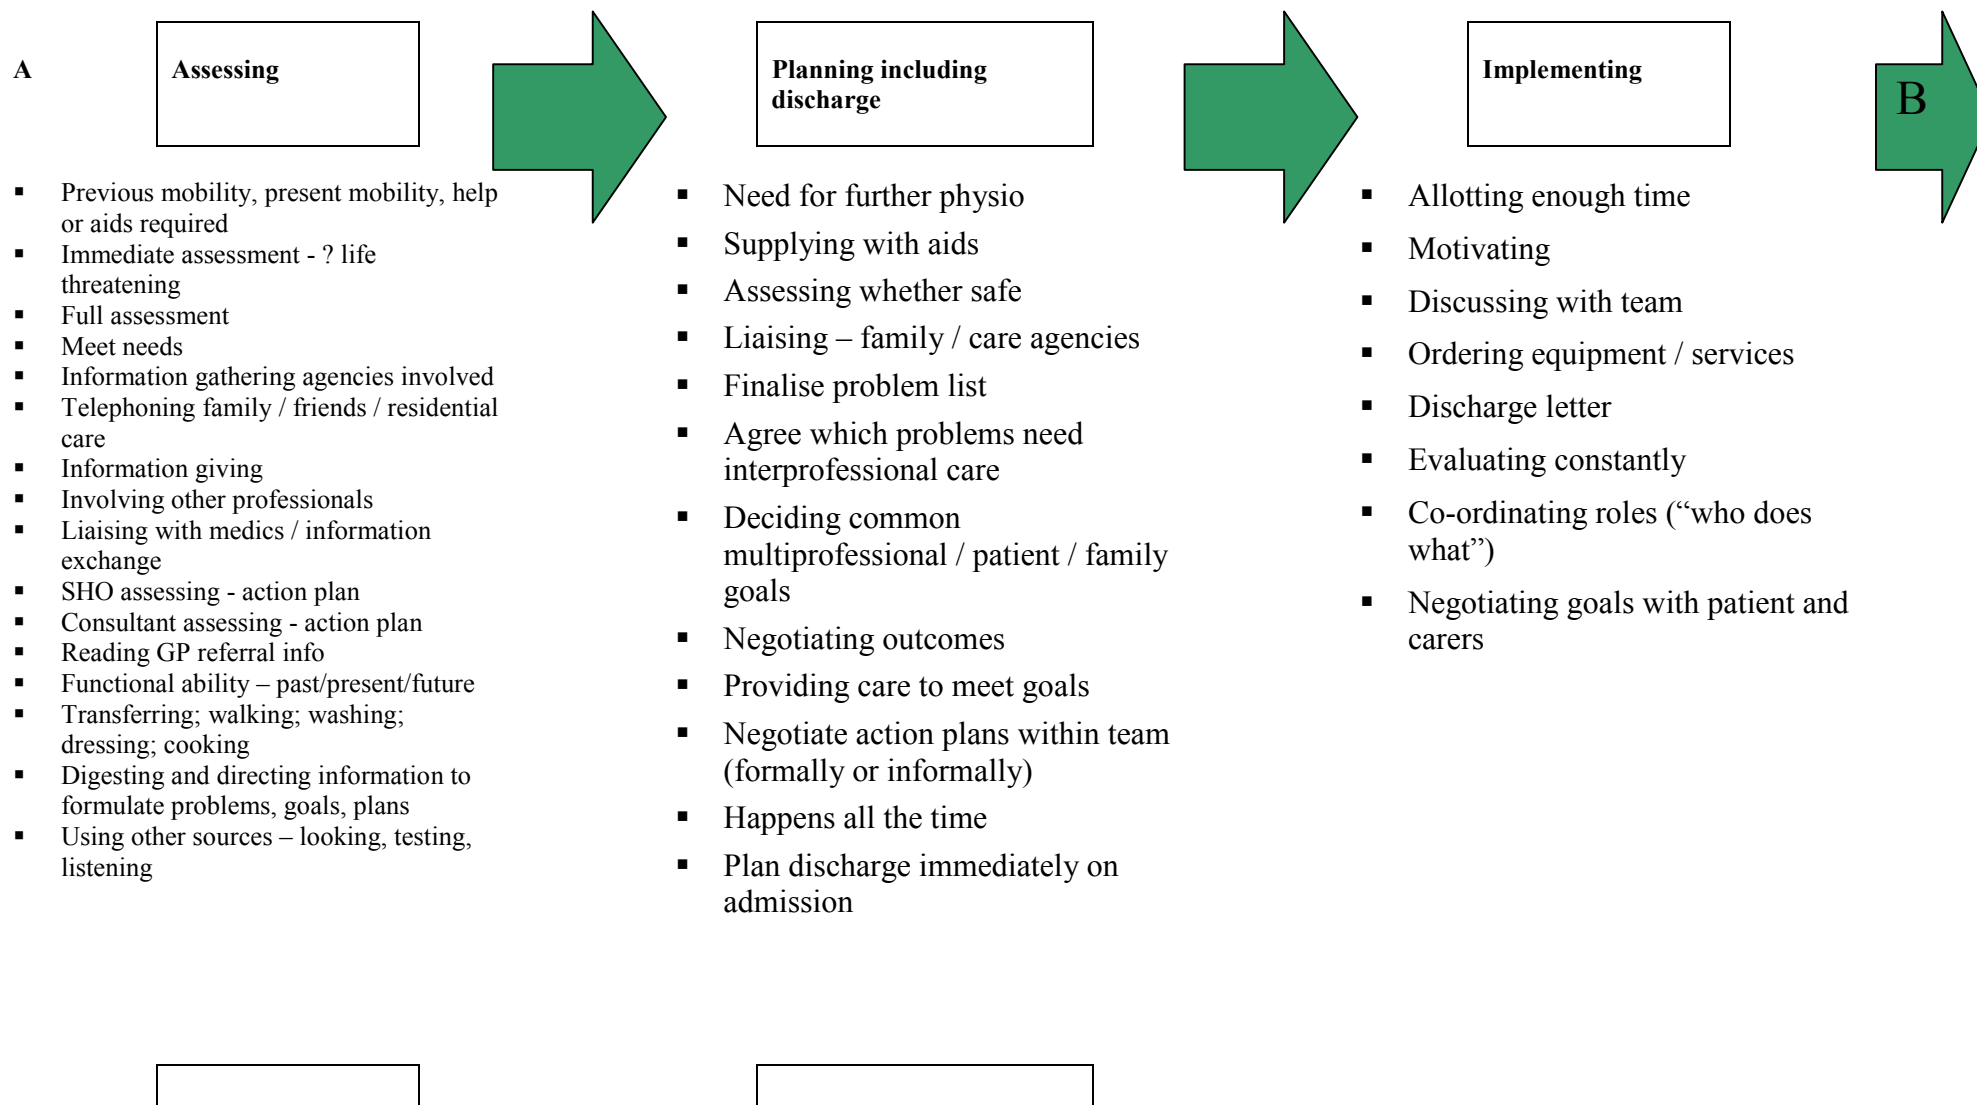 A
Assessing
▪ Previous mobility, present mobility, help
or aids required
▪ Immediate assessment - ? life
threatening
▪ Full assessment
▪ Meet needs
▪ Information gathering agencies involved
▪ Telephoning family / friends / residential
care
▪ Information giving
▪ Involving other professionals
▪ Liaising with medics / information
exchange
▪ SHO assessing - action plan
▪ Consultant assessing - action plan
▪ Reading GP referral info
▪ Functional ability – past/present/future
▪ Transferring; walking; washing;
dressing; cooking
▪ Digesting and directing information to
formulate problems, goals, plans
▪ Using other sources – looking, testing,
listening
Planning including
discharge
▪ Need for further physio
▪ Supplying with aids
▪ Assessing whether safe
▪ Liaising – family / care agencies
▪ Finalise problem list
▪ Agree which problems need
interprofessional care
▪ Deciding common
multiprofessional / patient / family
goals
▪ Negotiating outcomes
▪ Providing care to meet goals
▪ Negotiate action plans within team
(formally or informally)
▪ Happens all the time
▪ Plan discharge immediately on
admission
Implementing
▪ Allotting enough time
▪ Motivating
▪ Discussing with team
▪ Ordering equipment / services
▪ Discharge letter
▪ Evaluating constantly
▪ Co-ordinating roles (“who does
what”)
▪ Negotiating goals with patient and
carers
B